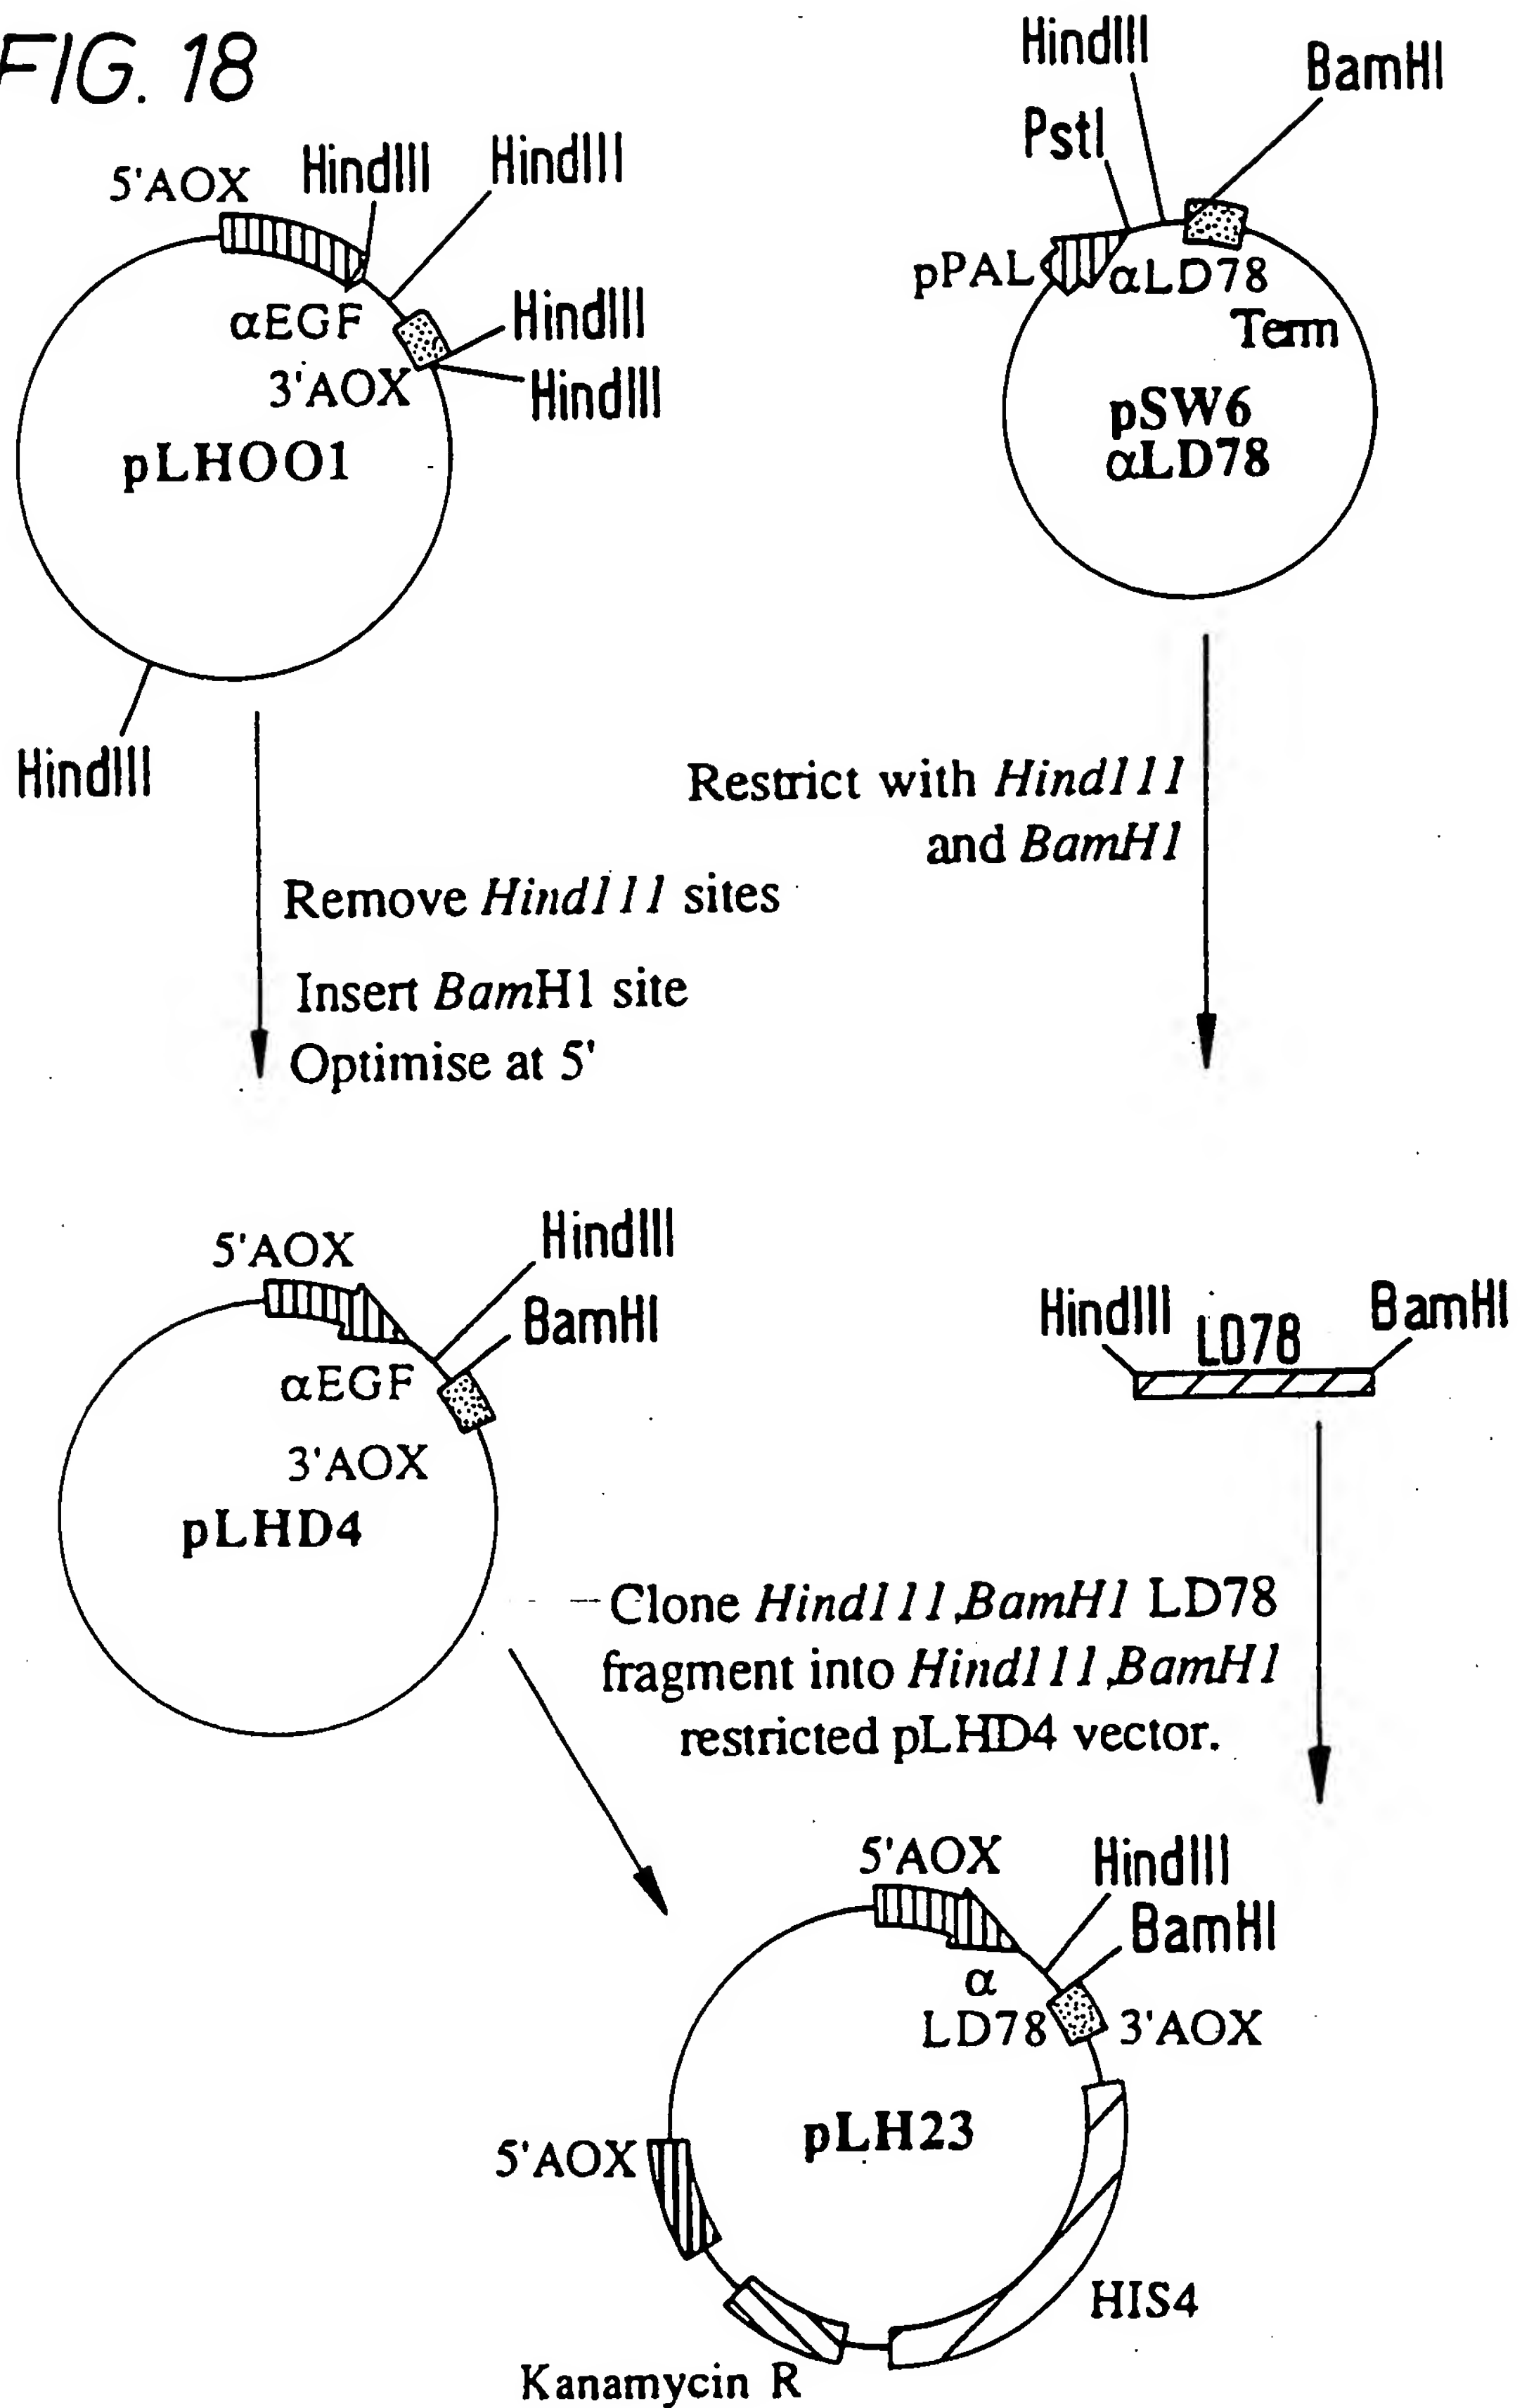 FIG. 18
5'AOX
HindIII
HindIII
αEGF
HindIII
3'AOX
HindIII
pLHOO1
HindIII
HindIII
BamHI
PstI
pPAL
αLD78
Term
pSW6
αLD78
Remove Hind111 sites
Insert BamH1 site
Optimise at 5'
Restrict with Hind111
and BamH1
5'AOX
HindIII
BamHI
αEGF
3'AOX
pLHD4
HindIII
LD78
BamHI
Clone Hind111,BamH1 LD78
fragment into Hind111,BamH1
restricted pLHD4 vector.
5'AOX
HindIII
BamHI
α
LD78
3'AOX
pLH23
5'AOX
HIS4
Kanamycin R